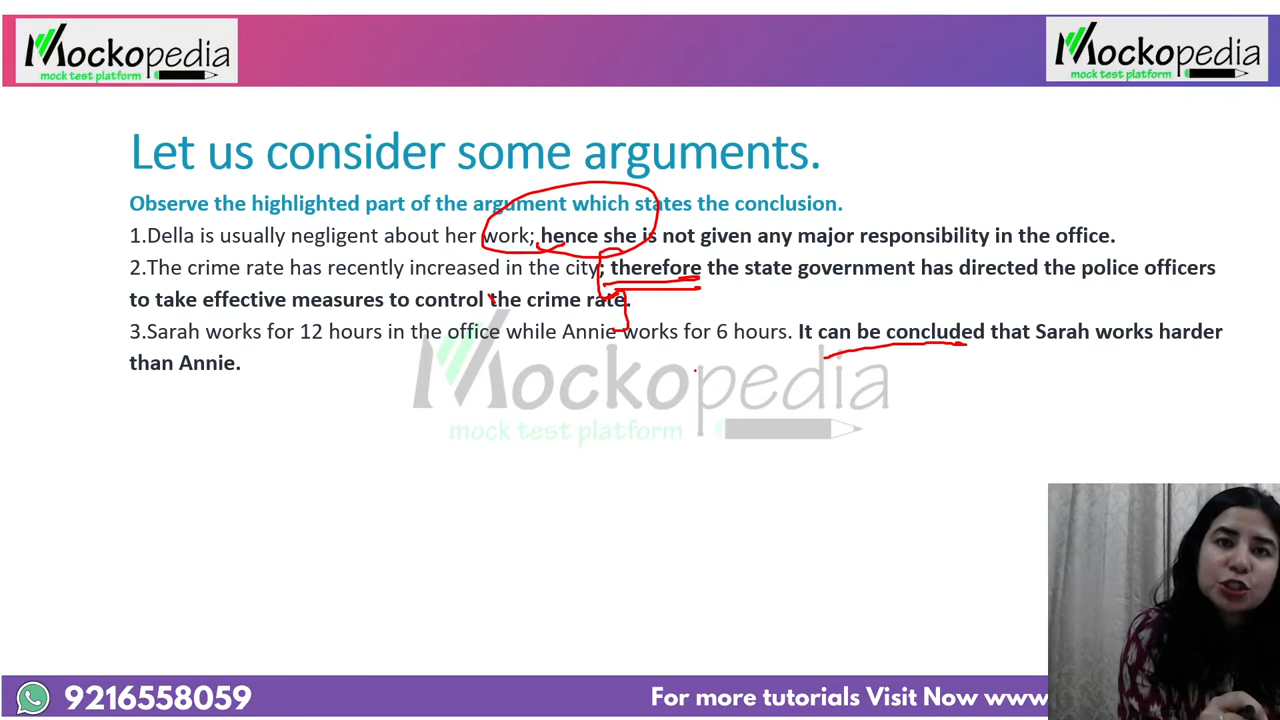 Mockopedia
mock test platform
Mockopedia
mock test platform
Let us consider some arguments.
Observe the highlighted part of the argument which states the conclusion.
1.Della is usually negligent about her work; hence she is not given any major responsibility in the office.
2.The crime rate has recently increased in the city; therefore the state government has directed the police officers
to take effective measures to control the crime rate.
3.Sarah works for 12 hours in the office while Annie works for 6 hours. It can be concluded that Sarah works harder
than Annie.
Mockopedia
mock test platform
9216558059
For more tutorials Visit Now www